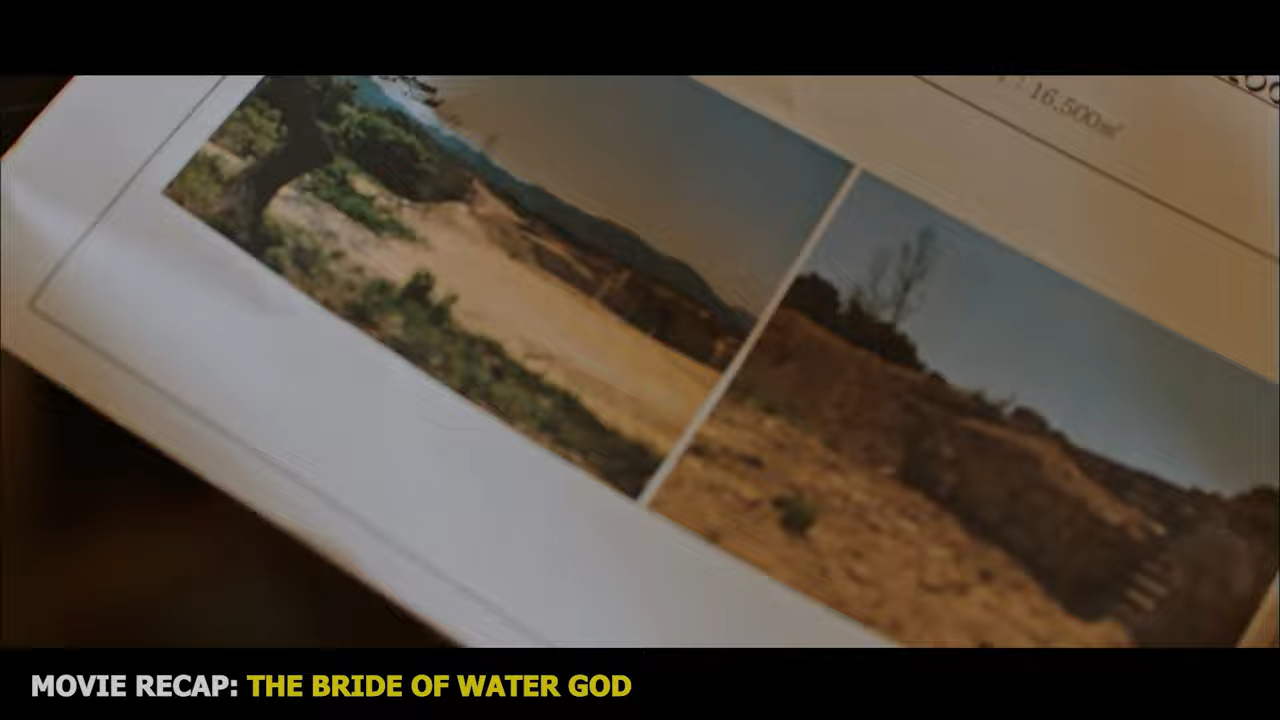 16,500㎡
MOVIE RECAP: THE BRIDE OF WATER GOD